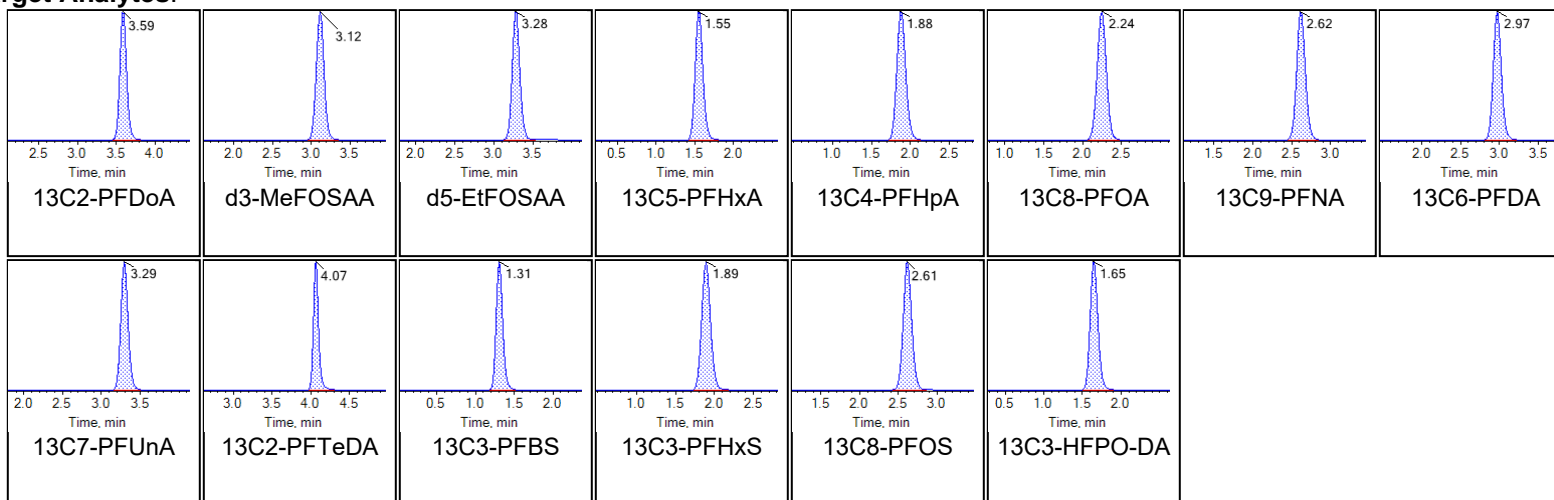 rget Analytes:
3.59 3.12 3.28 1.55 1.88 2.24 2.62 2.97
2.5 3.0 3.5 4.0 2.0 2.5 3.0 3.5 2.0 2.5 3.0 3.5 0.5 1.0 1.5 2.0 1.0 1.5 2.0 2.5 1.0 1.5 2.0 2.5 1.5 2.0 2.5 3.0 2.0 2.5 3.0 3.5
Time, min Time, min Time, min Time, min Time, min Time, min Time, min Time, min
13C2-PFDoA d3-MeFOSAA d5-EtFOSAA 13C5-PFHxA 13C4-PFHpA 13C8-PFOA 13C9-PFNA 13C6-PFDA
3.29 4.07 1.31 1.89 2.61 1.65
2.0 2.5 3.0 3.5 3.0 3.5 4.0 4.5 0.5 1.0 1.5 2.0 1.0 1.5 2.0 2.5 1.5 2.0 2.5 3.0 0.5 1.0 1.5 2.0
Time, min Time, min Time, min Time, min Time, min Time, min
13C7-PFUnA 13C2-PFTeDA 13C3-PFBS 13C3-PFHxS 13C8-PFOS 13C3-HFPO-DA